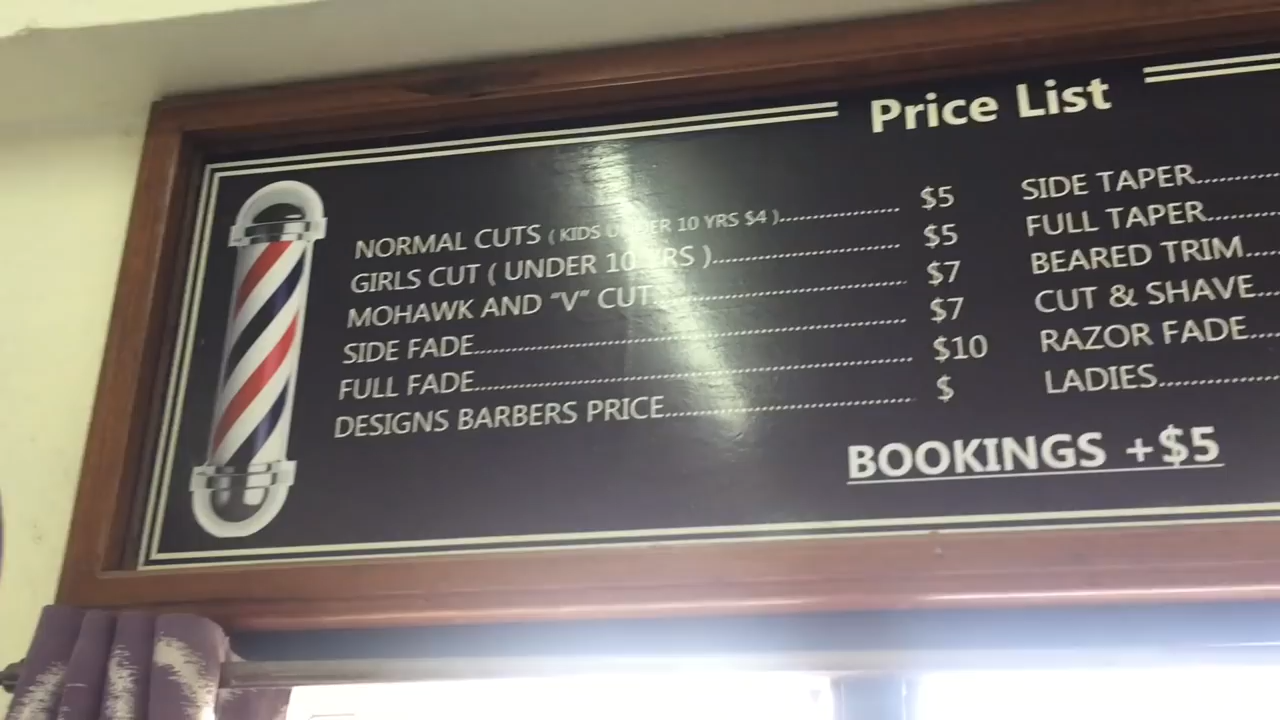 Price List
NORMAL CUTS ( KIDS UNDER 10 YRS $4 )........................ $5
GIRLS CUT ( UNDER 10 YRS )........................ $5
MOHAWK AND "V" CUT........................ $7
SIDE FADE........................ $7
FULL FADE........................ $10
DESIGNS BARBERS PRICE........................ $
SIDE TAPER............
FULL TAPER............
BEARED TRIM.....
CUT & SHAVE....
RAZOR FADE....
LADIES...............
BOOKINGS +$5